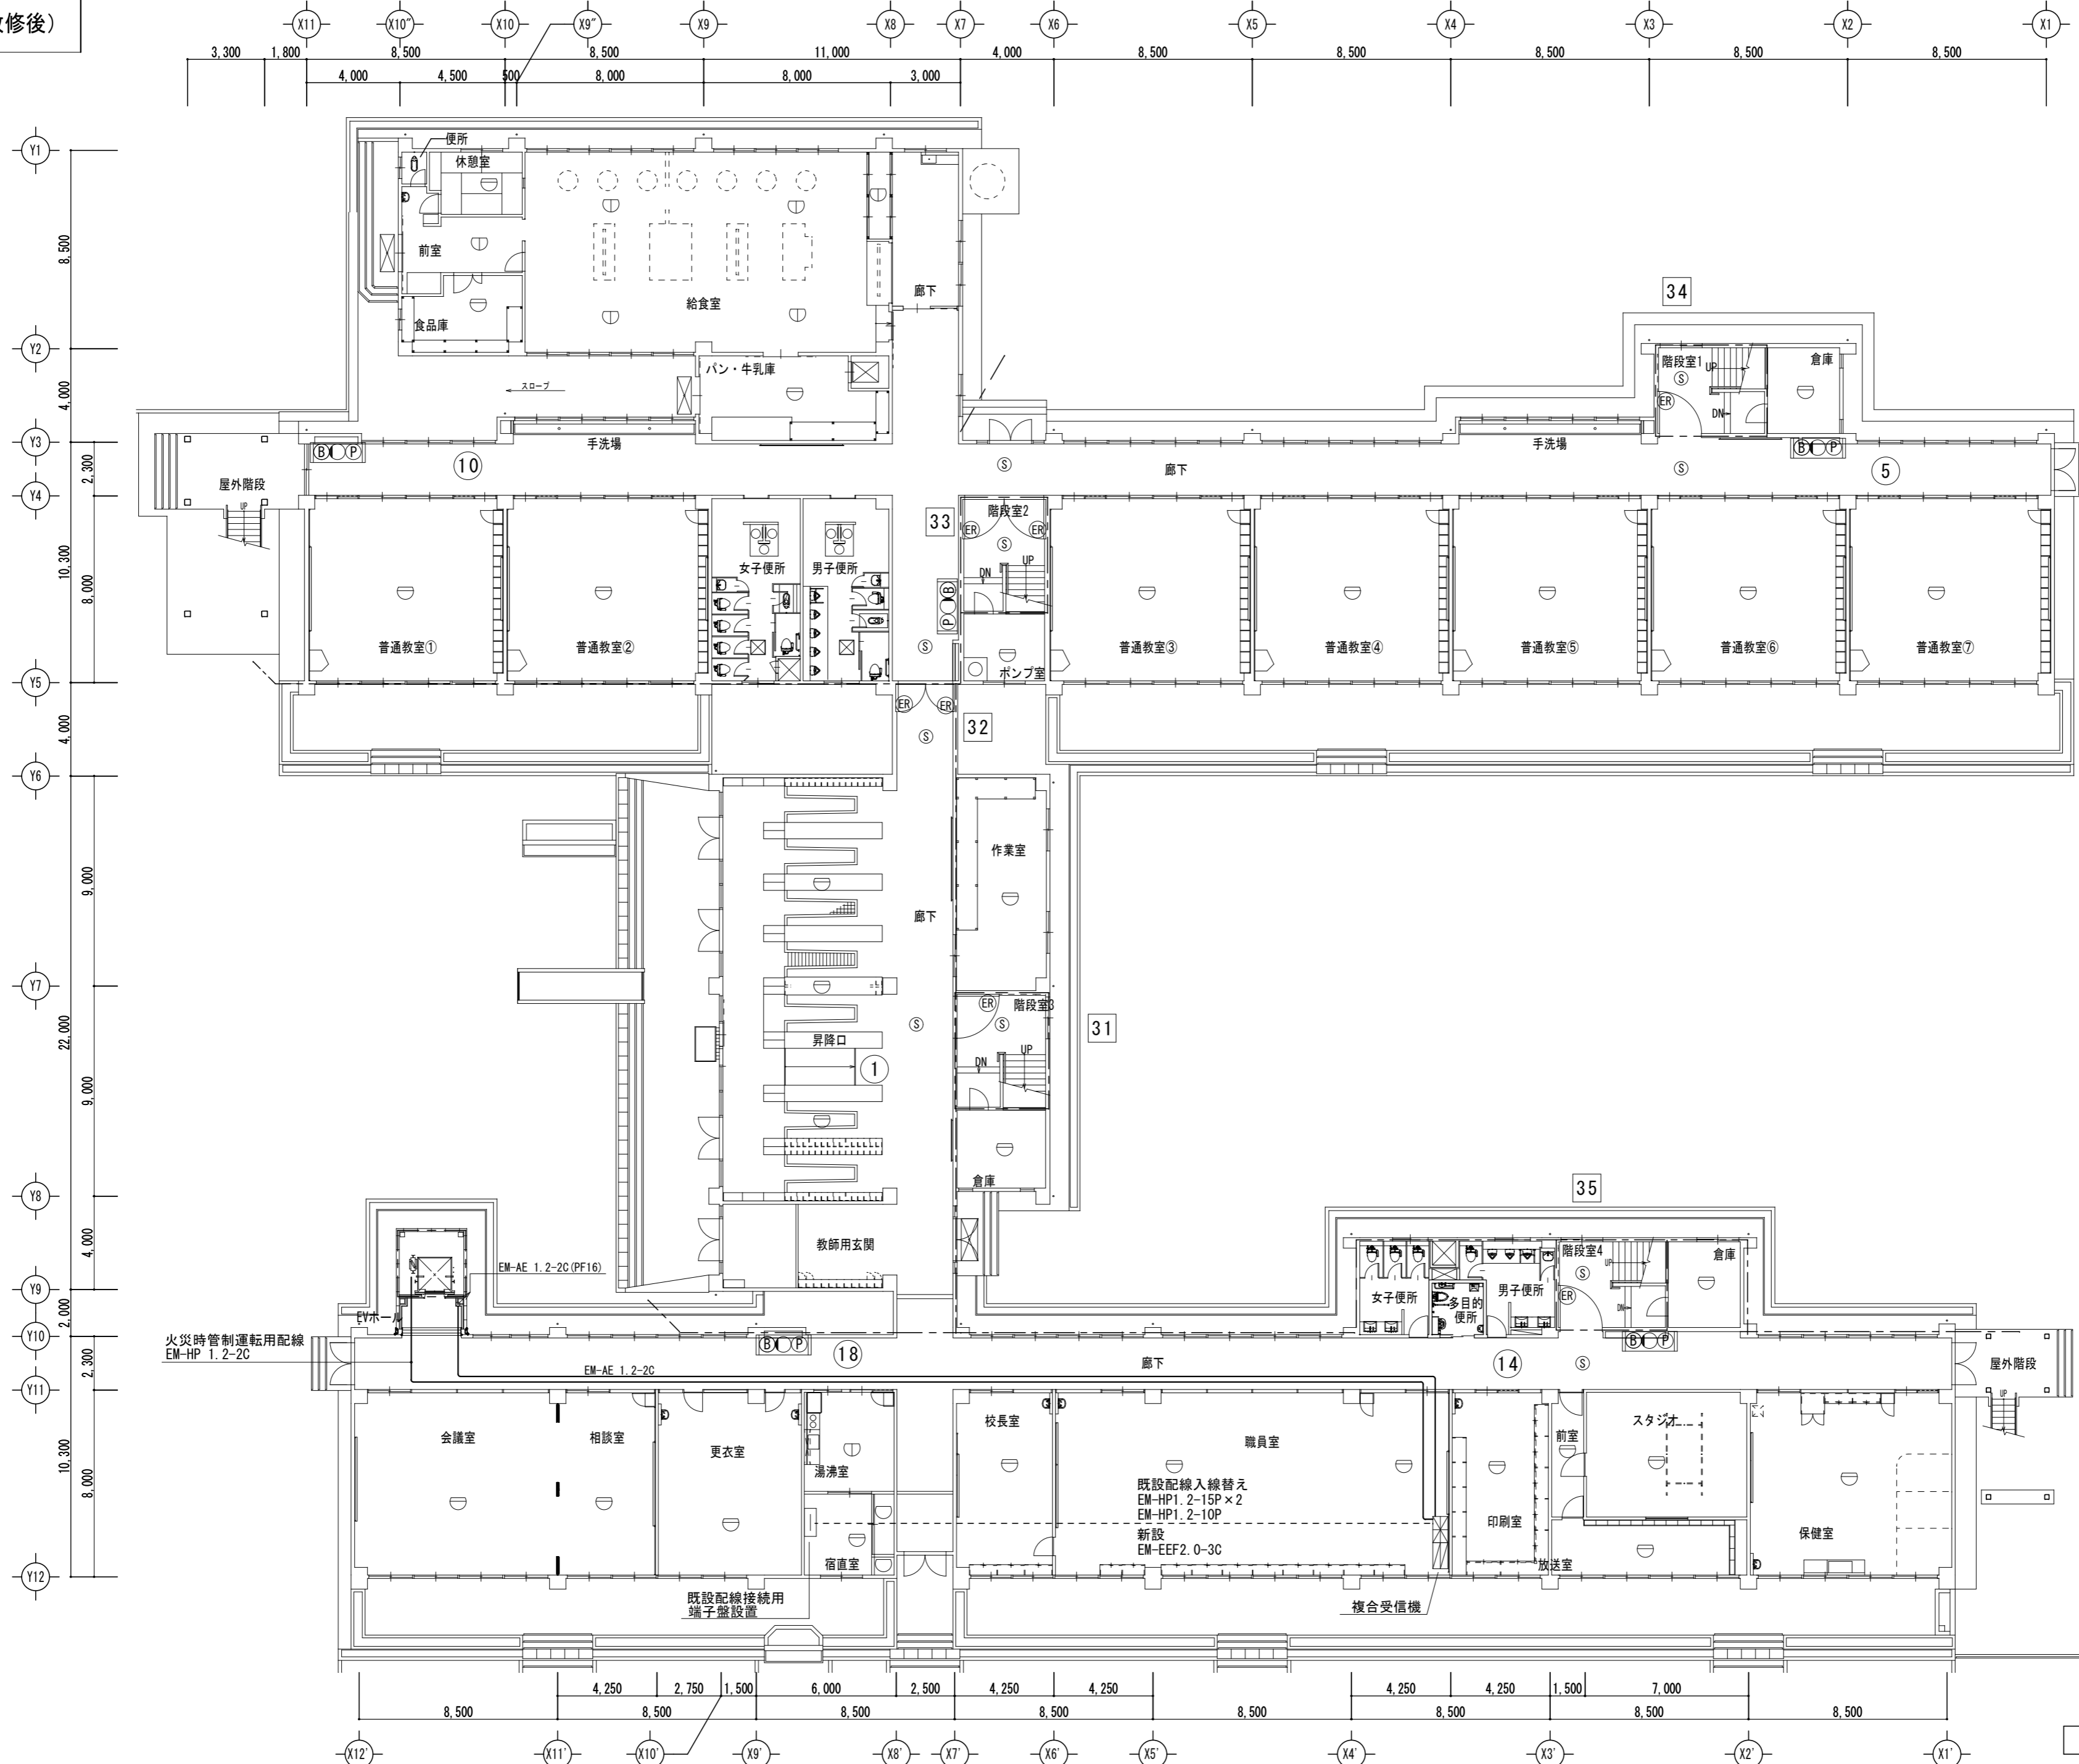 改修後）
X11 X10" X10 X9" X9 X8 X7 X6 X5 X4 X3 X2 X1
3,300 1,800 8,500 8,500 11,000 4,000 8,500 8,500 8,500 8,500 8,500
4,000 4,500 500 8,000 8,000 3,000
Y1
便所
休憩室
前室
8,500
給食室
廊下
食品庫
34
Y2
階段室1
UP
倉庫
パン・牛乳庫
S
スロープ
4,000
ER
DN
Y3
手洗場
手洗場
B P
B P
10
S
廊下
S
5
2,300
屋外階段
Y4
UP
階段室2
33
ER ER
S
女子便所
男子便所
DN
UP
10,300
8,000
B
P
普通教室①
普通教室②
S
普通教室③
普通教室④
普通教室⑤
普通教室⑥
普通教室⑦
ポンプ室
Y5
ER ER
32
S
4,000
Y6
作業室
9,000
廊下
Y7
ER
階段室3
S
S
31
22,000
昇降口
1
DN
UP
9,000
倉庫
35
Y8
教師用玄関
4,000
階段室4
倉庫
S
UP
EM-AE 1.2-2C(PF16)
Y9
女子便所
多目的
便所
男子便所
ER
DN
2,000
EVホール
Y10
火災時管制運転用配線
EM-HP 1.2-2C
B P
B P
18
廊下
14
S
屋外階段
2,300
EM-AE 1.2-2C
Y11
UP
会議室
相談室
更衣室
湯沸室
校長室
職員室
前室
スタジオ
10,300
8,000
既設配線入線替え
EM-HP1.2-15P×2
EM-HP1.2-10P
新設
EM-EEF2.0-3C
印刷室
保健室
宿直室
放送室
Y12
既設配線接続用
端子盤設置
複合受信機
4,250 2,750 1,500 6,000 2,500 4,250 4,250 4,250 4,250 1,500 7,000
8,500 8,500 8,500 8,500 8,500 8,500 8,500 8,500
X12' X11' X10' X9' X8' X7' X6' X5' X4' X3' X2' X1'